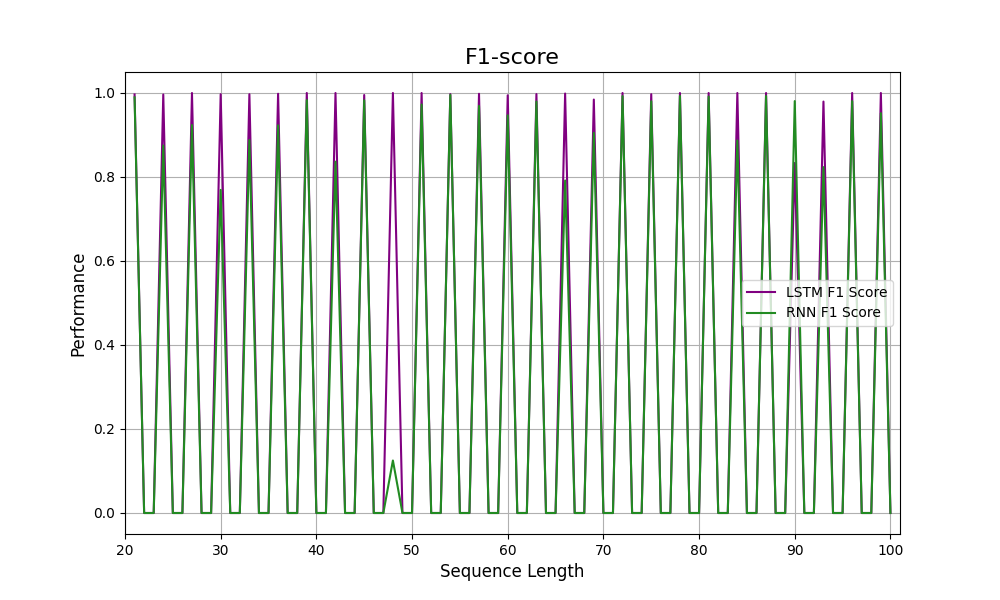 F1-score
1.0
0.8
0.6
0.4
0.2
0.0
Performance
LSTM F1 Score
RNN F1 Score
20 30 40 50 60 70 80 90 100
Sequence Length